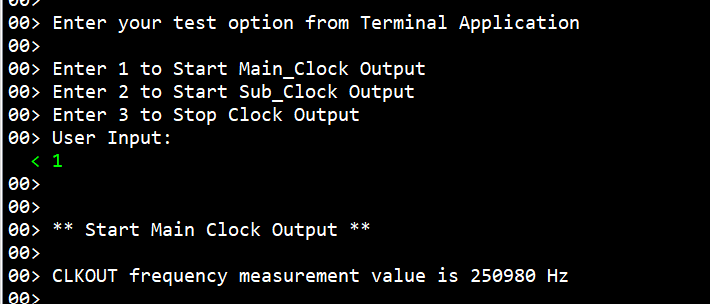 00>
00> Enter your test option from Terminal Application
00>
00> Enter 1 to Start Main_Clock Output
00> Enter 2 to Start Sub_Clock Output
00> Enter 3 to Stop Clock Output
00> User Input:
< 1
00>
00>
00> ** Start Main Clock Output **
00>
00> CLKOUT frequency measurement value is 250980 Hz
00>